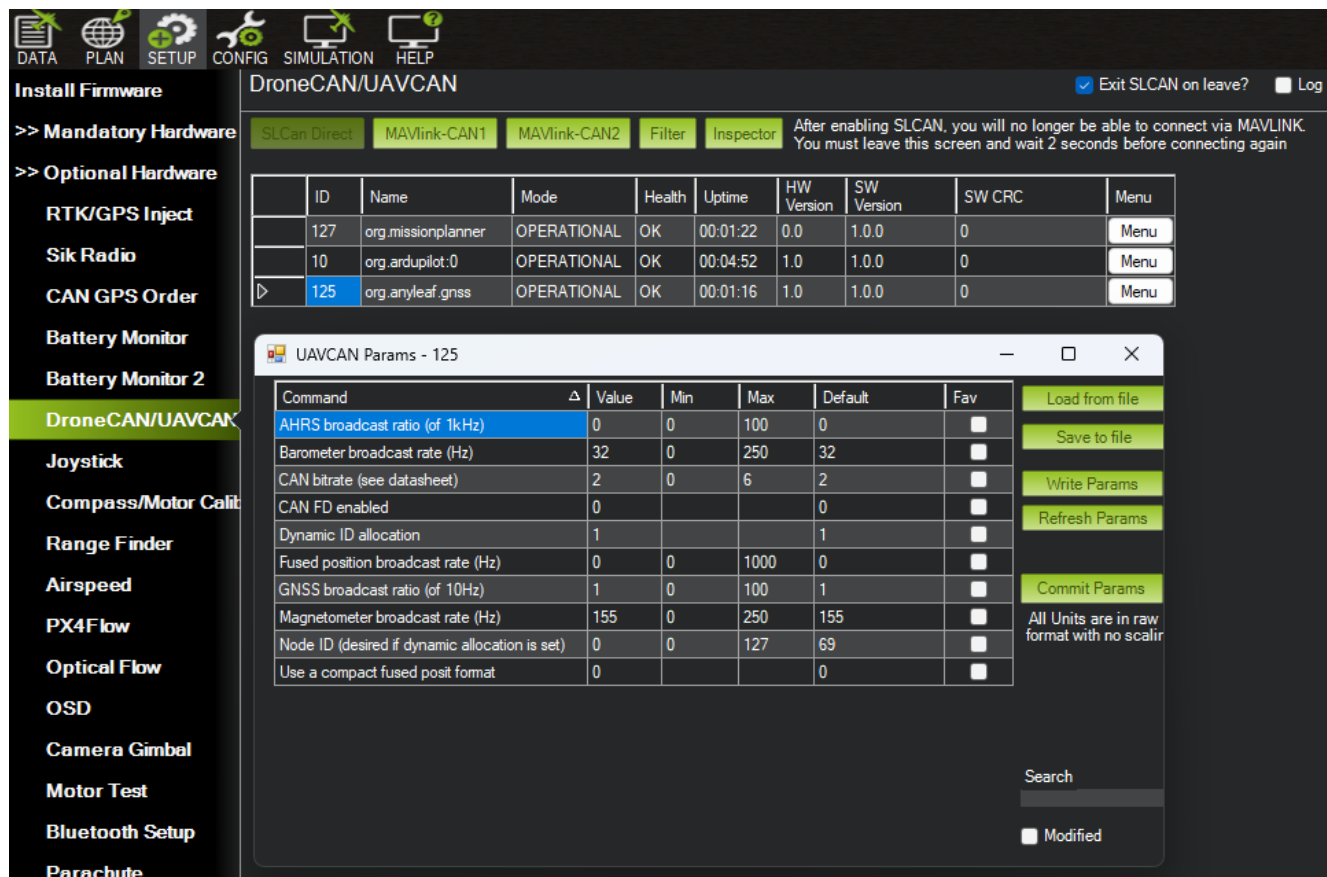 DATA PLAN SETUP CONFIG SIMULATION HELP
Install Firmware
>> Mandatory Hardware
>> Optional Hardware
RTK/GPS Inject
Sik Radio
CAN GPS Order
Battery Monitor
Battery Monitor 2
DroneCAN/UAVCAN
Joystick
Compass/Motor Calib
Range Finder
Airspeed
PX4Flow
Optical Flow
OSD
Camera Gimbal
Motor Test
Bluetooth Setup
Parachute
DroneCAN/UAVCAN
Exit SLCAN on leave? Log
SLCan Direct MAVlink-CAN1 MAVlink-CAN2 Filter Inspector
After enabling SLCAN, you will no longer be able to connect via MAVLINK.
You must leave this screen and wait 2 seconds before connecting again
ID Name Mode Health Uptime HW Version SW Version SW CRC Menu
127 org.missionplanner OPERATIONAL OK 00:01:22 0.0 1.0.0 0 Menu
10 org.ardupilot:0 OPERATIONAL OK 00:04:52 1.0 1.0.0 0 Menu
125 org.anyleaf.gnss OPERATIONAL OK 00:01:16 1.0 1.0.0 0 Menu
UAVCAN Params - 125
Command Value Min Max Default Fav
AHRS broadcast ratio (of 1kHz) 0 0 100 0
Barometer broadcast rate (Hz) 32 0 250 32
CAN bitrate (see datasheet) 2 0 6 2
CAN FD enabled 0 0
Dynamic ID allocation 1 1
Fused position broadcast rate (Hz) 0 0 1000 0
GNSS broadcast ratio (of 10Hz) 1 0 100 1
Magnetometer broadcast rate (Hz) 155 0 250 155
Node ID (desired if dynamic allocation is set) 0 0 127 69
Use a compact fused posit format 0 0
Load from file
Save to file
Write Params
Refresh Params
Commit Params
All Units are in raw
format with no scalin
Search
Modified